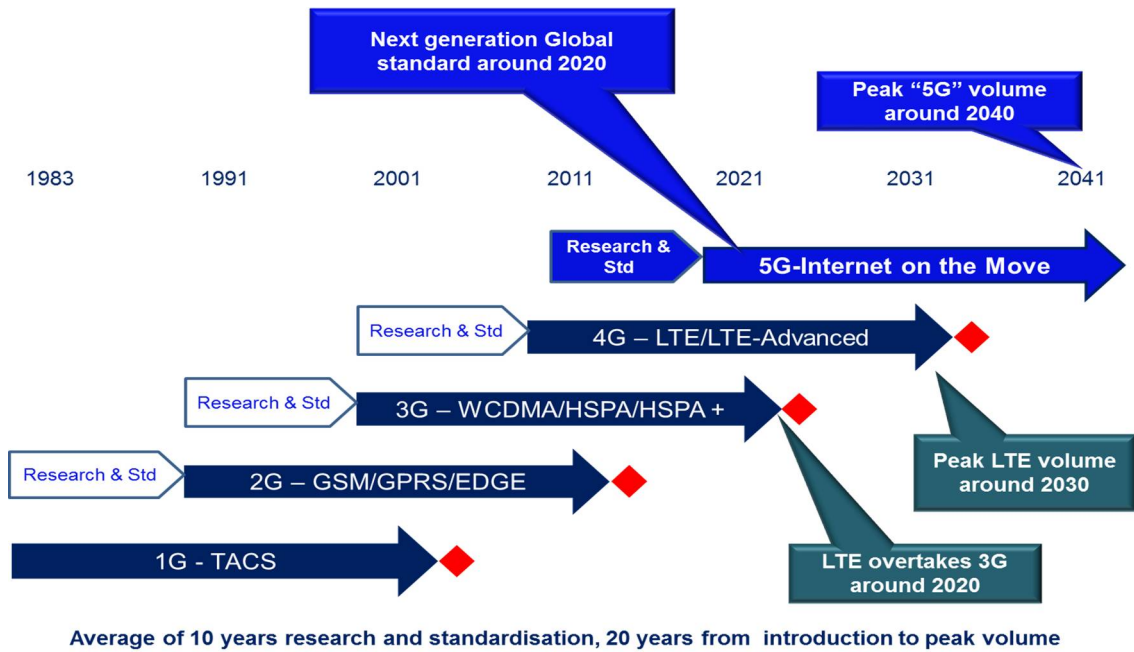 Next generation Global
standard around 2020
Peak “5G” volume
around 2040
1983 1991 2001 2011 2021 2031 2041
Research &
Std
5G-Internet on the Move
Research & Std
4G – LTE/LTE-Advanced
Research & Std
3G – WCDMA/HSPA/HSPA +
Research & Std
2G – GSM/GPRS/EDGE
Peak LTE volume
around 2030
1G - TACS
LTE overtakes 3G
around 2020
Average of 10 years research and standardisation, 20 years from introduction to peak volume